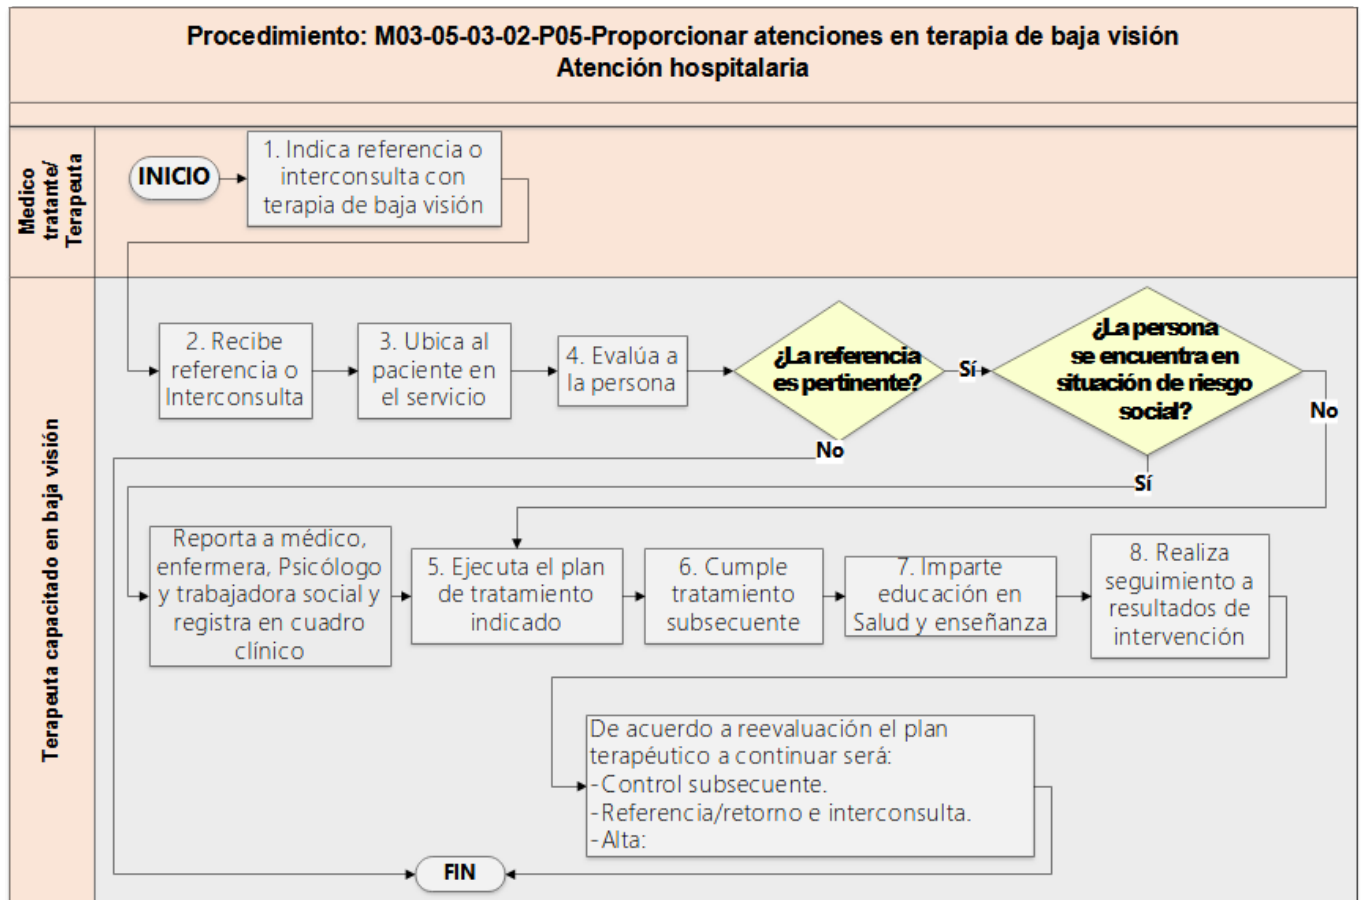 Procedimiento: M03-05-03-02-P05-Proporcionar atenciones en terapia de baja visión
Atención hospitalaria
Medico
tratante/
Terapeuta
INICIO
1. Indica referencia o
interconsulta con
terapia de baja visión
Terapeuta capacitado en baja visión
2. Recibe
referencia o
Interconsulta
3. Ubica al
paciente en
el servicio
4. Evalúa a
la persona
¿La referencia
es pertinente?
Sí
¿La persona
se encuentra en
situación de riesgo
social?
No
No
Sí
Reporta a médico,
enfermera, Psicólogo
y trabajadora social y
registra en cuadro
clínico
5. Ejecuta el plan
de tratamiento
indicado
6. Cumple
tratamiento
subsecuente
7. Imparte
educación en
Salud y enseñanza
8. Realiza
seguimiento a
resultados de
intervención
De acuerdo a reevaluación el plan
terapéutico a continuar será:
-Control subsecuente.
-Referencia/retorno e interconsulta.
-Alta:
FIN